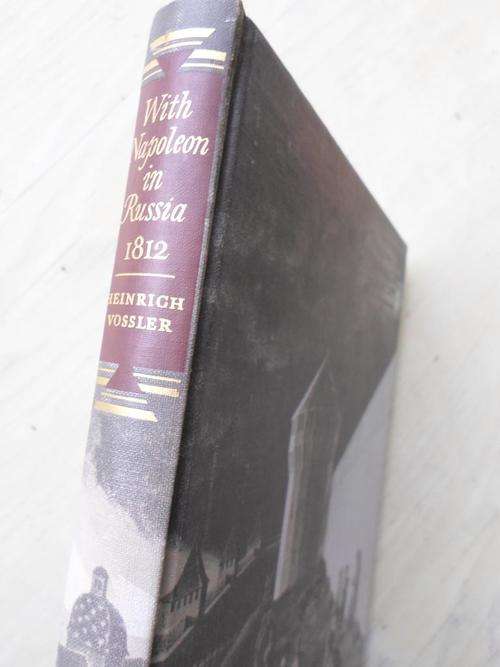 With
Napoleon
in
Russia
1812
HEINRICH
VOSSLER